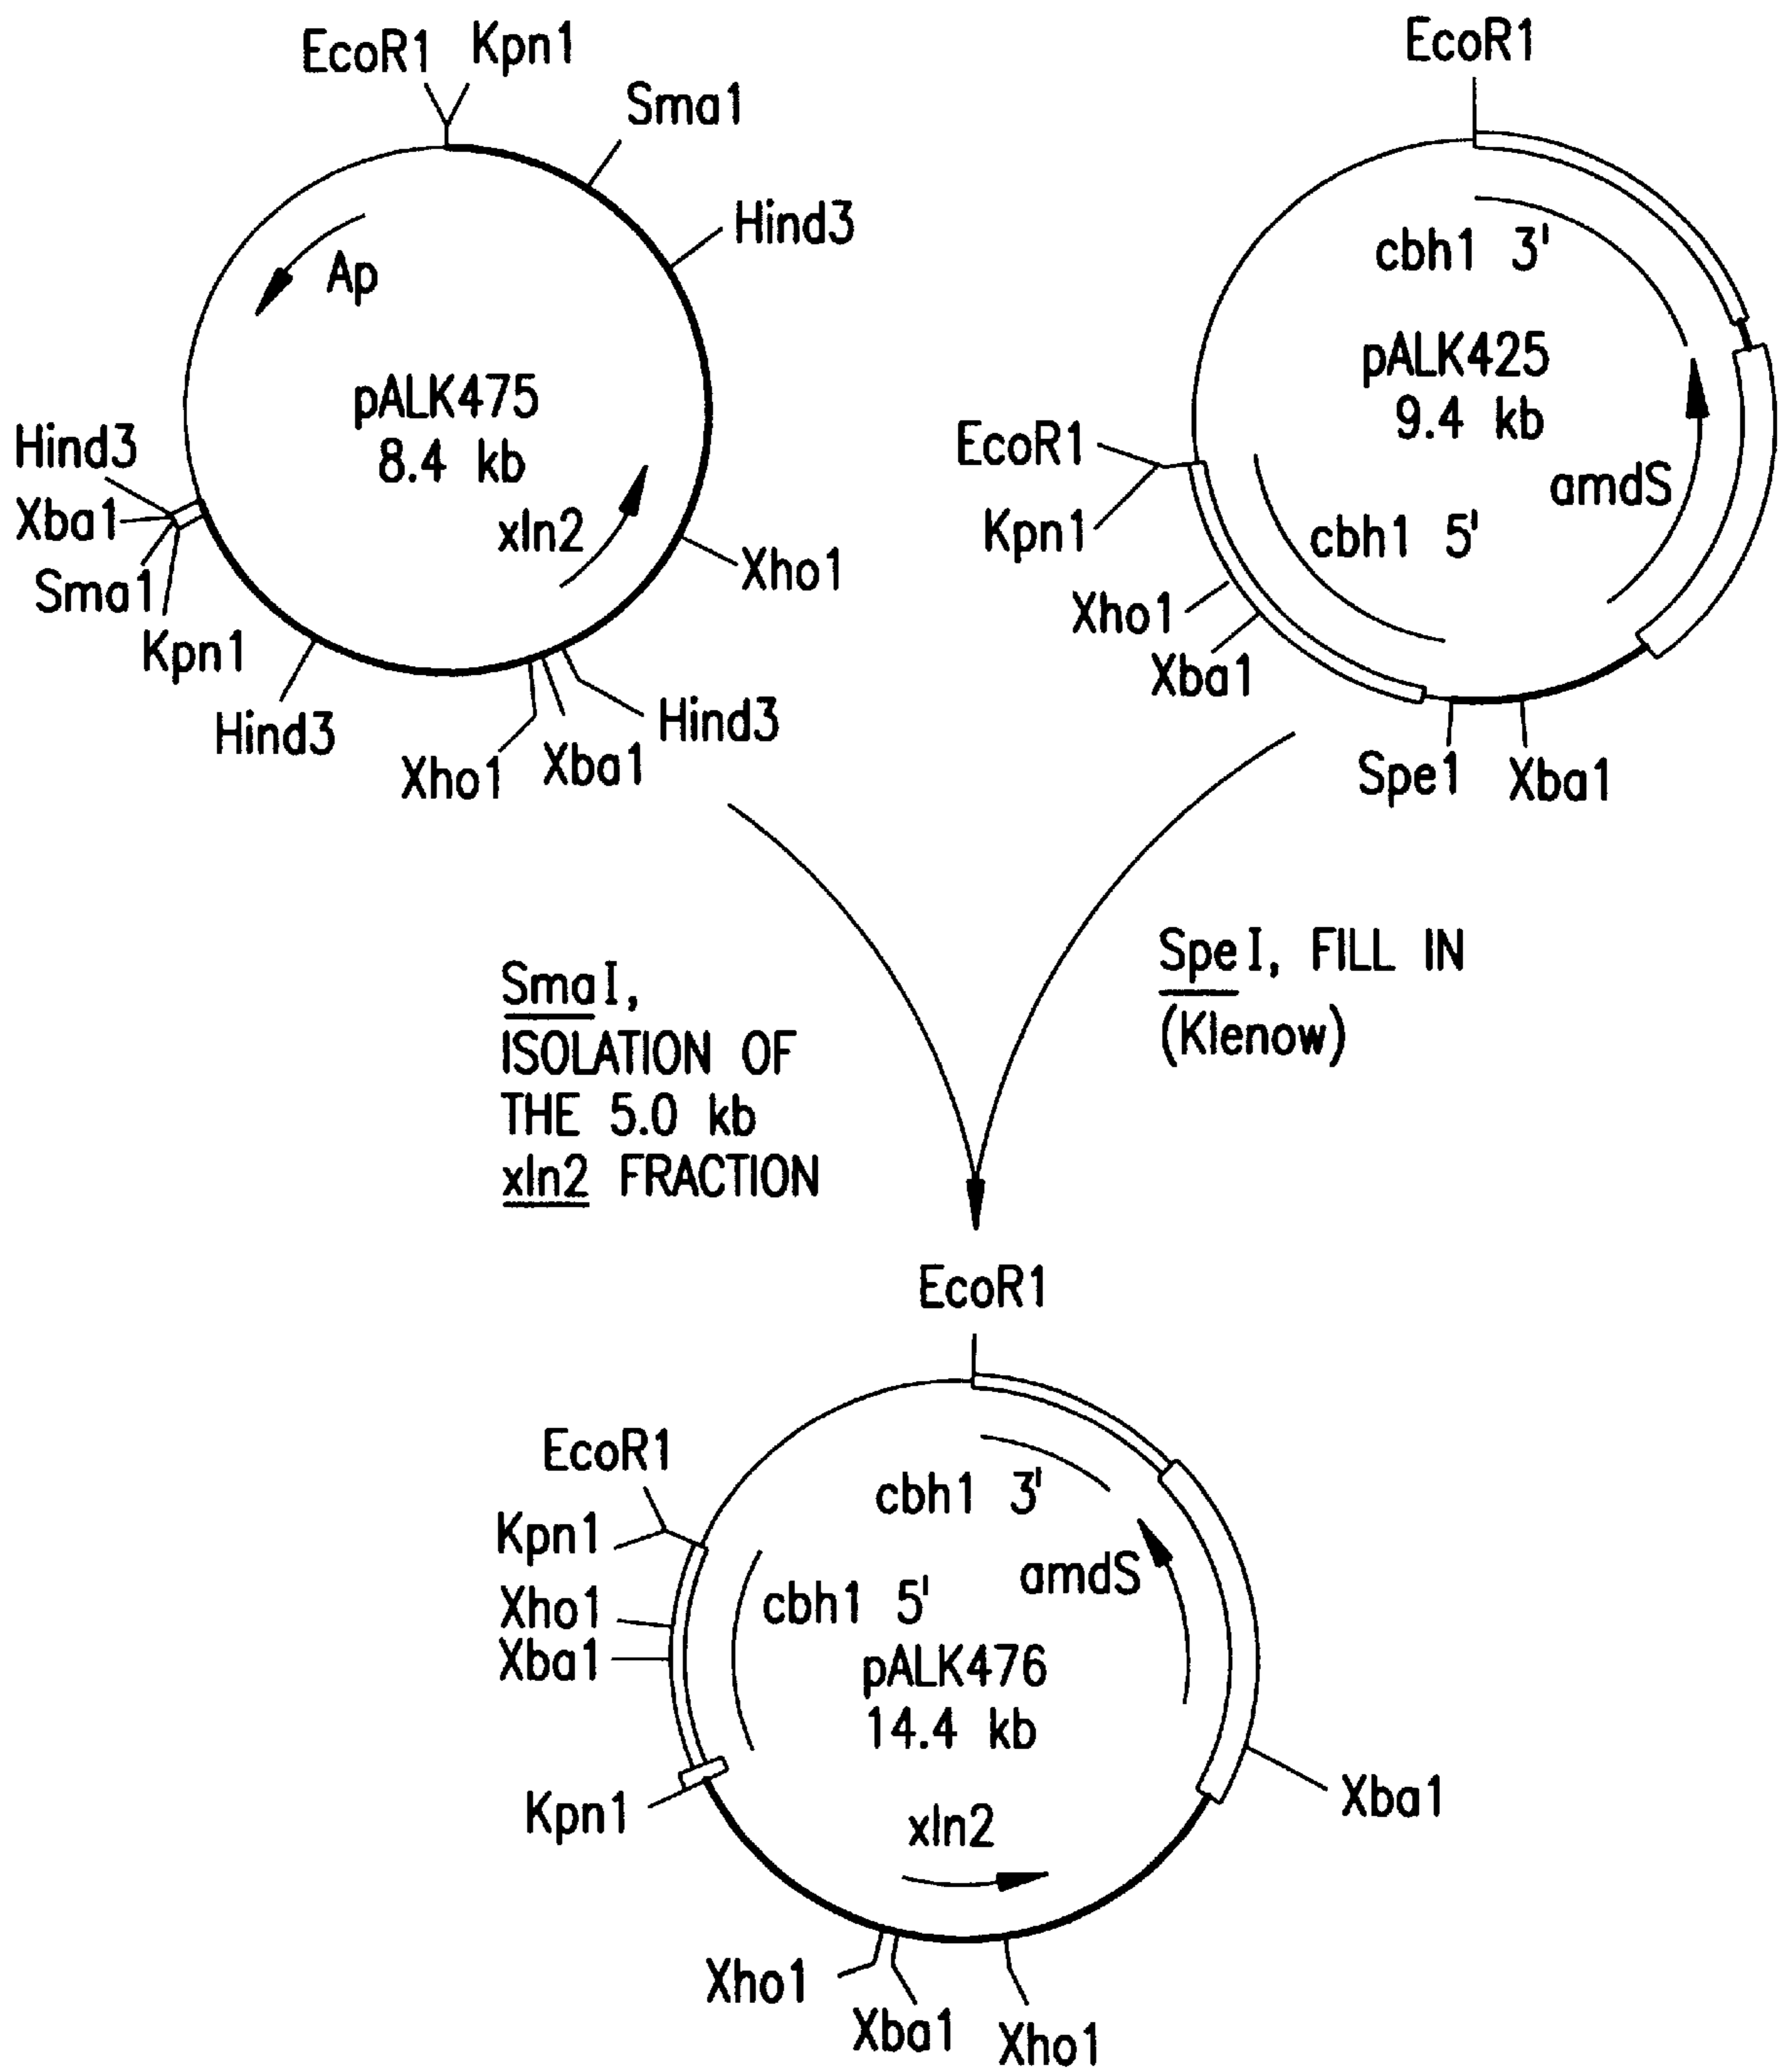 EcoR1
Kpn1
Sma1
Hind3
Ap
pALK475
8.4 kb
Hind3
Xba1
Sma1
Kpn1
Hind3
xln2
Xho1
Hind3
Xba1
Xho1
EcoR1
cbh1 3'
pALK425
9.4 kb
EcoR1
Kpn1
amdS
cbh1 5'
Xho1
Xba1
Spe1
Xba1
SmaI,
ISOLATION OF
THE 5.0 kb
xln2 FRACTION
SpeI, FILL IN
(Klenow)
EcoR1
EcoR1
Kpn1
cbh1 3'
amdS
Xho1
cbh1 5'
Xba1
pALK476
14.4 kb
Kpn1
Xba1
xln2
Xho1
Xba1
Xho1